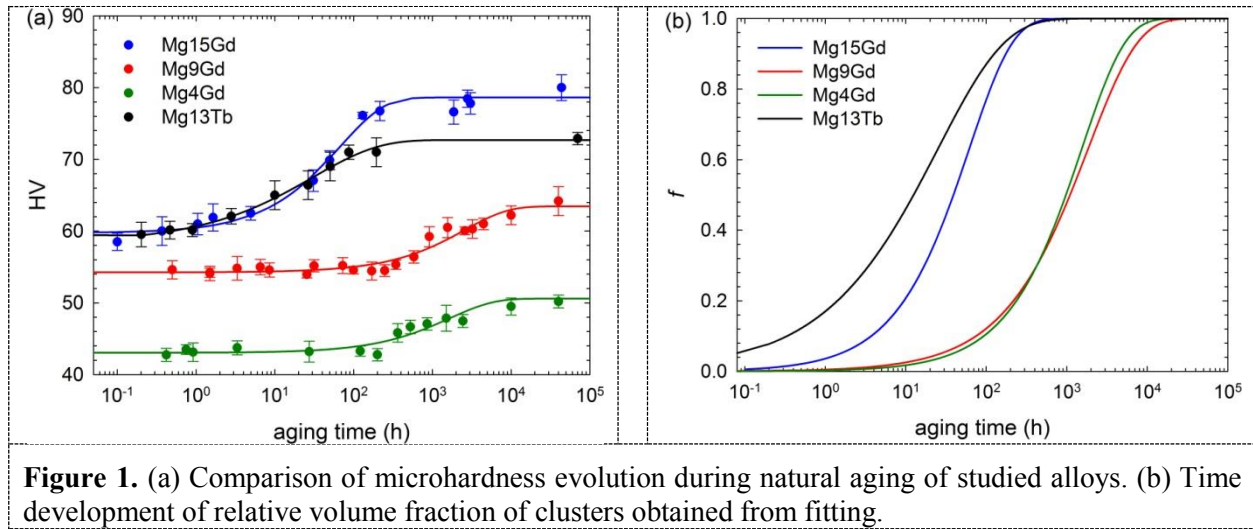 (a)
90
80
70
60
50
40
HV
Mg15Gd
Mg9Gd
Mg4Gd
Mg13Tb
10⁻¹ 10⁰ 10¹ 10² 10³ 10⁴ 10⁵
aging time (h)
(b)
1.0
0.8
0.6
0.4
0.2
0.0
f
Mg15Gd
Mg9Gd
Mg4Gd
Mg13Tb
10⁻¹ 10⁰ 10¹ 10² 10³ 10⁴ 10⁵
aging time (h)
Figure 1. (a) Comparison of microhardness evolution during natural aging of studied alloys. (b) Time
development of relative volume fraction of clusters obtained from fitting.